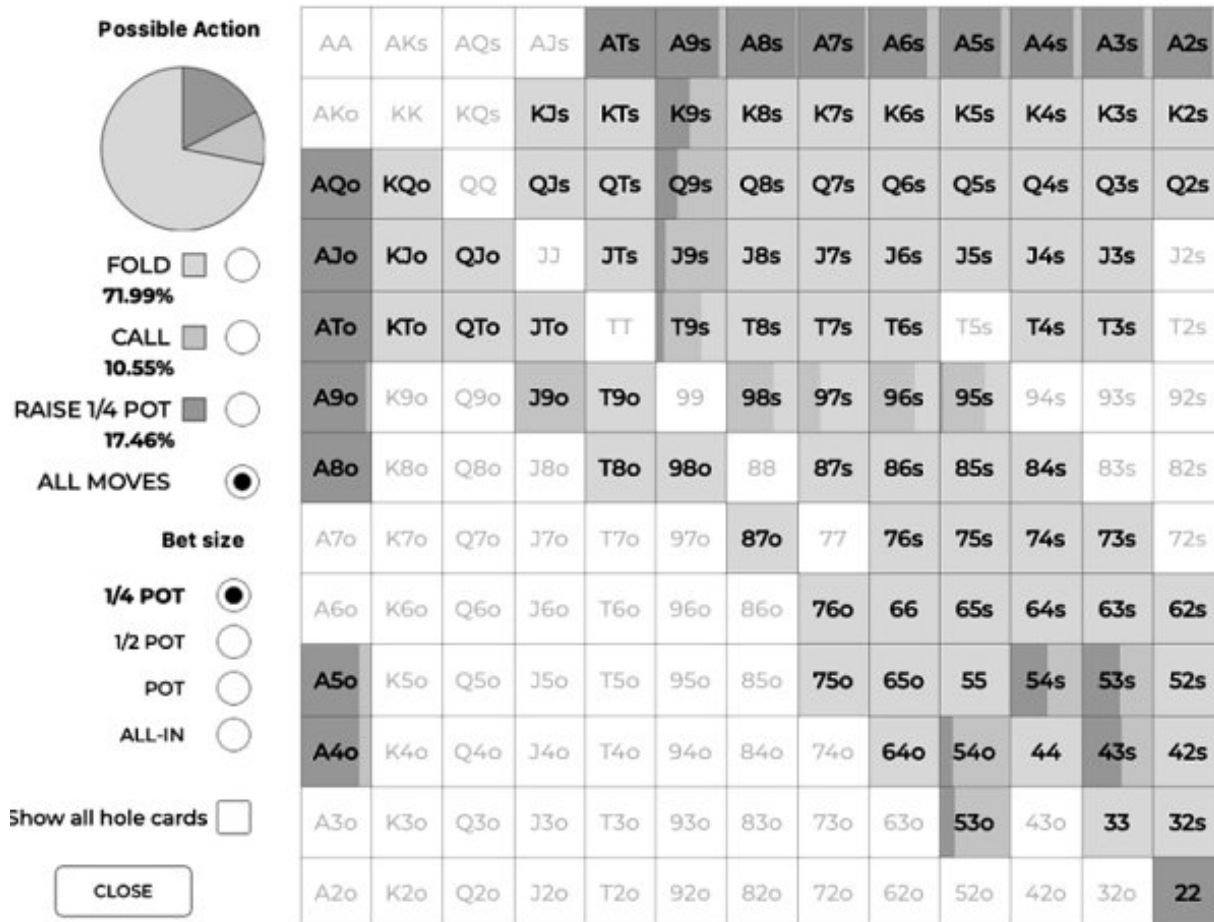 Possible Action
FOLD
71.99%
CALL
10.55%
RAISE 1/4 POT
17.46%
ALL MOVES
Bet size
1/4 POT
1/2 POT
POT
ALL-IN
Show all hole cards
CLOSE
AA AKs AQs AJs ATs A9s A8s A7s A6s A5s A4s A3s A2s
AKo KK KQs KJs KTs K9s K8s K7s K6s K5s K4s K3s K2s
AQo KQo QQ QJs QTs Q9s Q8s Q7s Q6s Q5s Q4s Q3s Q2s
AJo KJo QJo JJ JTs J9s J8s J7s J6s J5s J4s J3s J2s
ATo KTo QTo JTo TT T9s T8s T7s T6s T5s T4s T3s T2s
A9o K9o Q9o J9o T9o 99 98s 97s 96s 95s 94s 93s 92s
A8o K8o Q8o J8o T8o 98o 88 87s 86s 85s 84s 83s 82s
A7o K7o Q7o J7o T7o 97o 87o 77 76s 75s 74s 73s 72s
A6o K6o Q6o J6o T6o 96o 86o 76o 66 65s 64s 63s 62s
A5o K5o Q5o J5o T5o 95o 85o 75o 65o 55 54s 53s 52s
A4o K4o Q4o J4o T4o 94o 84o 74o 64o 54o 44 43s 42s
A3o K3o Q3o J3o T3o 93o 83o 73o 63o 53o 43o 33 32s
A2o K2o Q2o J2o T2o 92o 82o 72o 62o 52o 42o 32o 22